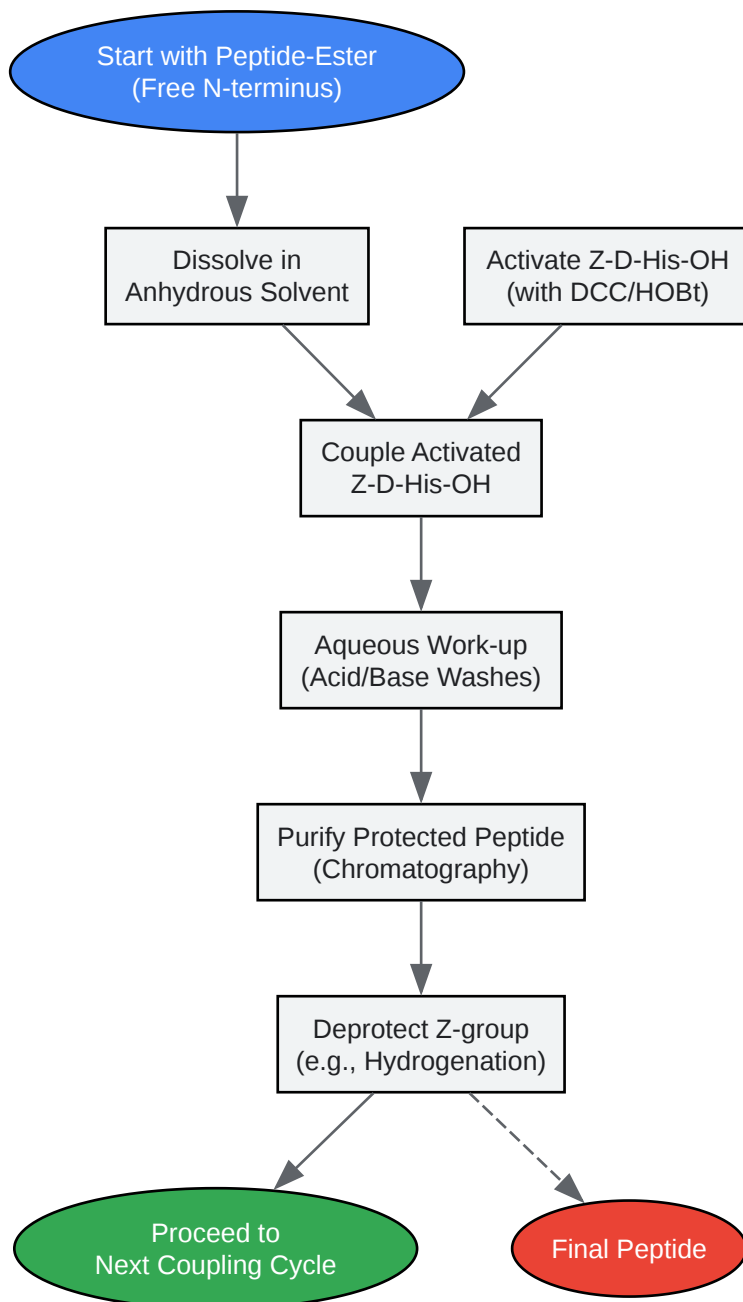 Start with Peptide-Ester
(Free N-terminus)
Dissolve in
Anhydrous Solvent
Activate Z-D-His-OH
(with DCC/HOBt)
Couple Activated
Z-D-His-OH
Aqueous Work-up
(Acid/Base Washes)
Purify Protected Peptide
(Chromatography)
Deprotect Z-group
(e.g., Hydrogenation)
Proceed to
Next Coupling Cycle
Final Peptide